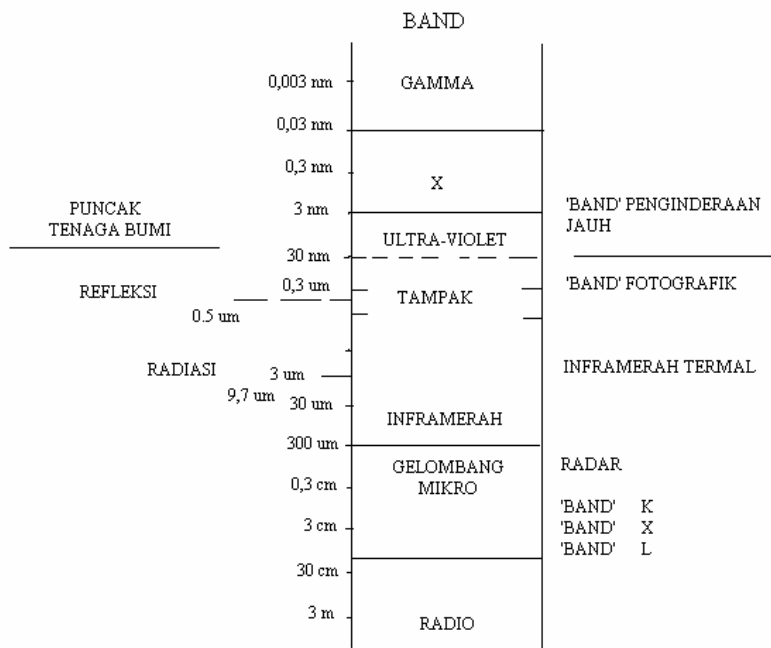 BAND
0,003 nm
GAMMA
0,03 nm
0,3 nm
X
3 nm
PUNCAK
TENAGA BUMI
'BAND' PENGINDERAAN
JAUH
ULTRA-VIOLET
30 nm
REFLEKSI
0,3 um
TAMPAK
'BAND' FOTOGRAFIK
0.5 um
RADIASI
3 um
INFRAMERAH TERMAL
9,7 um
30 um
INFRAMERAH
300 um
GELOMBANG
MIKRO
RADAR
0,3 cm
'BAND' K
3 cm
'BAND' X
'BAND' L
30 cm
3 m
RADIO